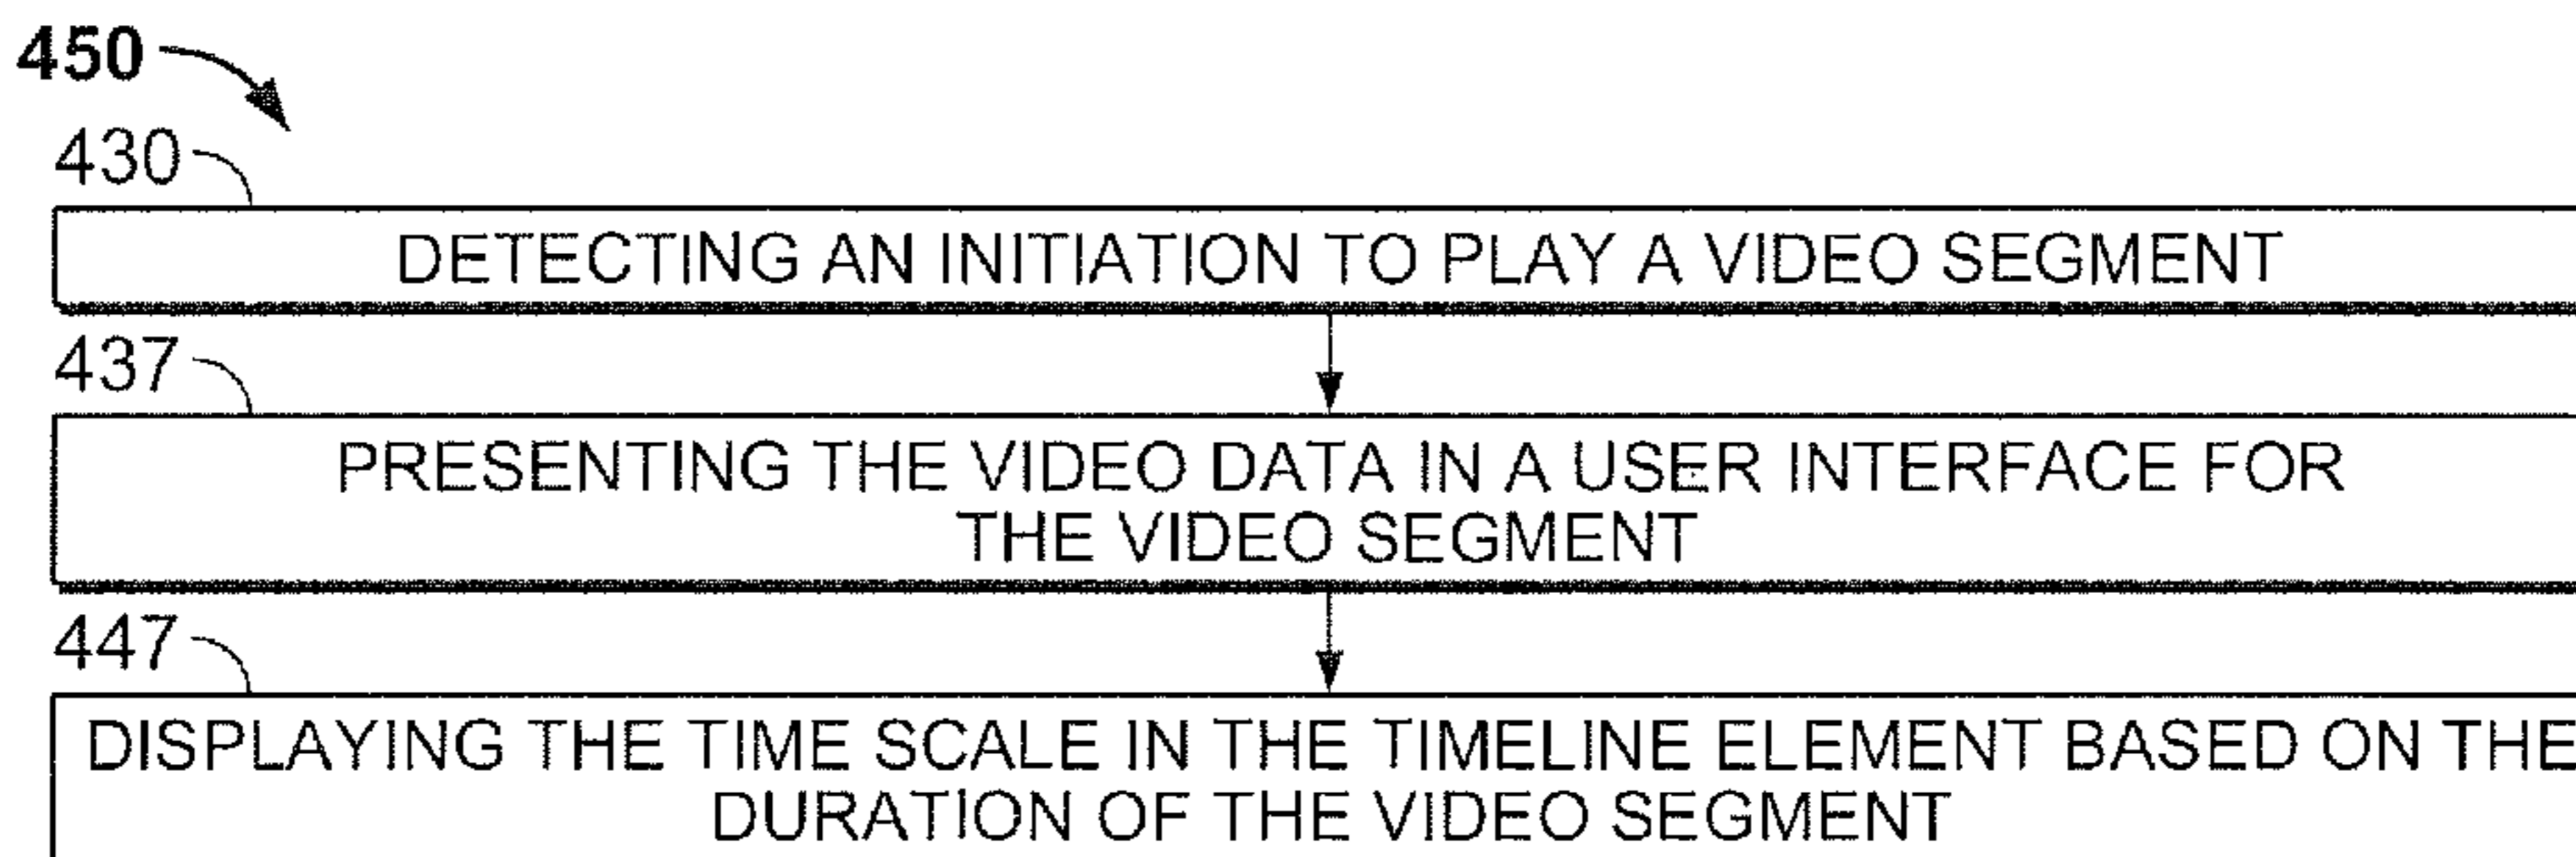 450
430
DETECTING AN INITIATION TO PLAY A VIDEO SEGMENT
437
PRESENTING THE VIDEO DATA IN A USER INTERFACE FOR
THE VIDEO SEGMENT
447
DISPLAYING THE TIME SCALE IN THE TIMELINE ELEMENT BASED ON THE
DURATION OF THE VIDEO SEGMENT